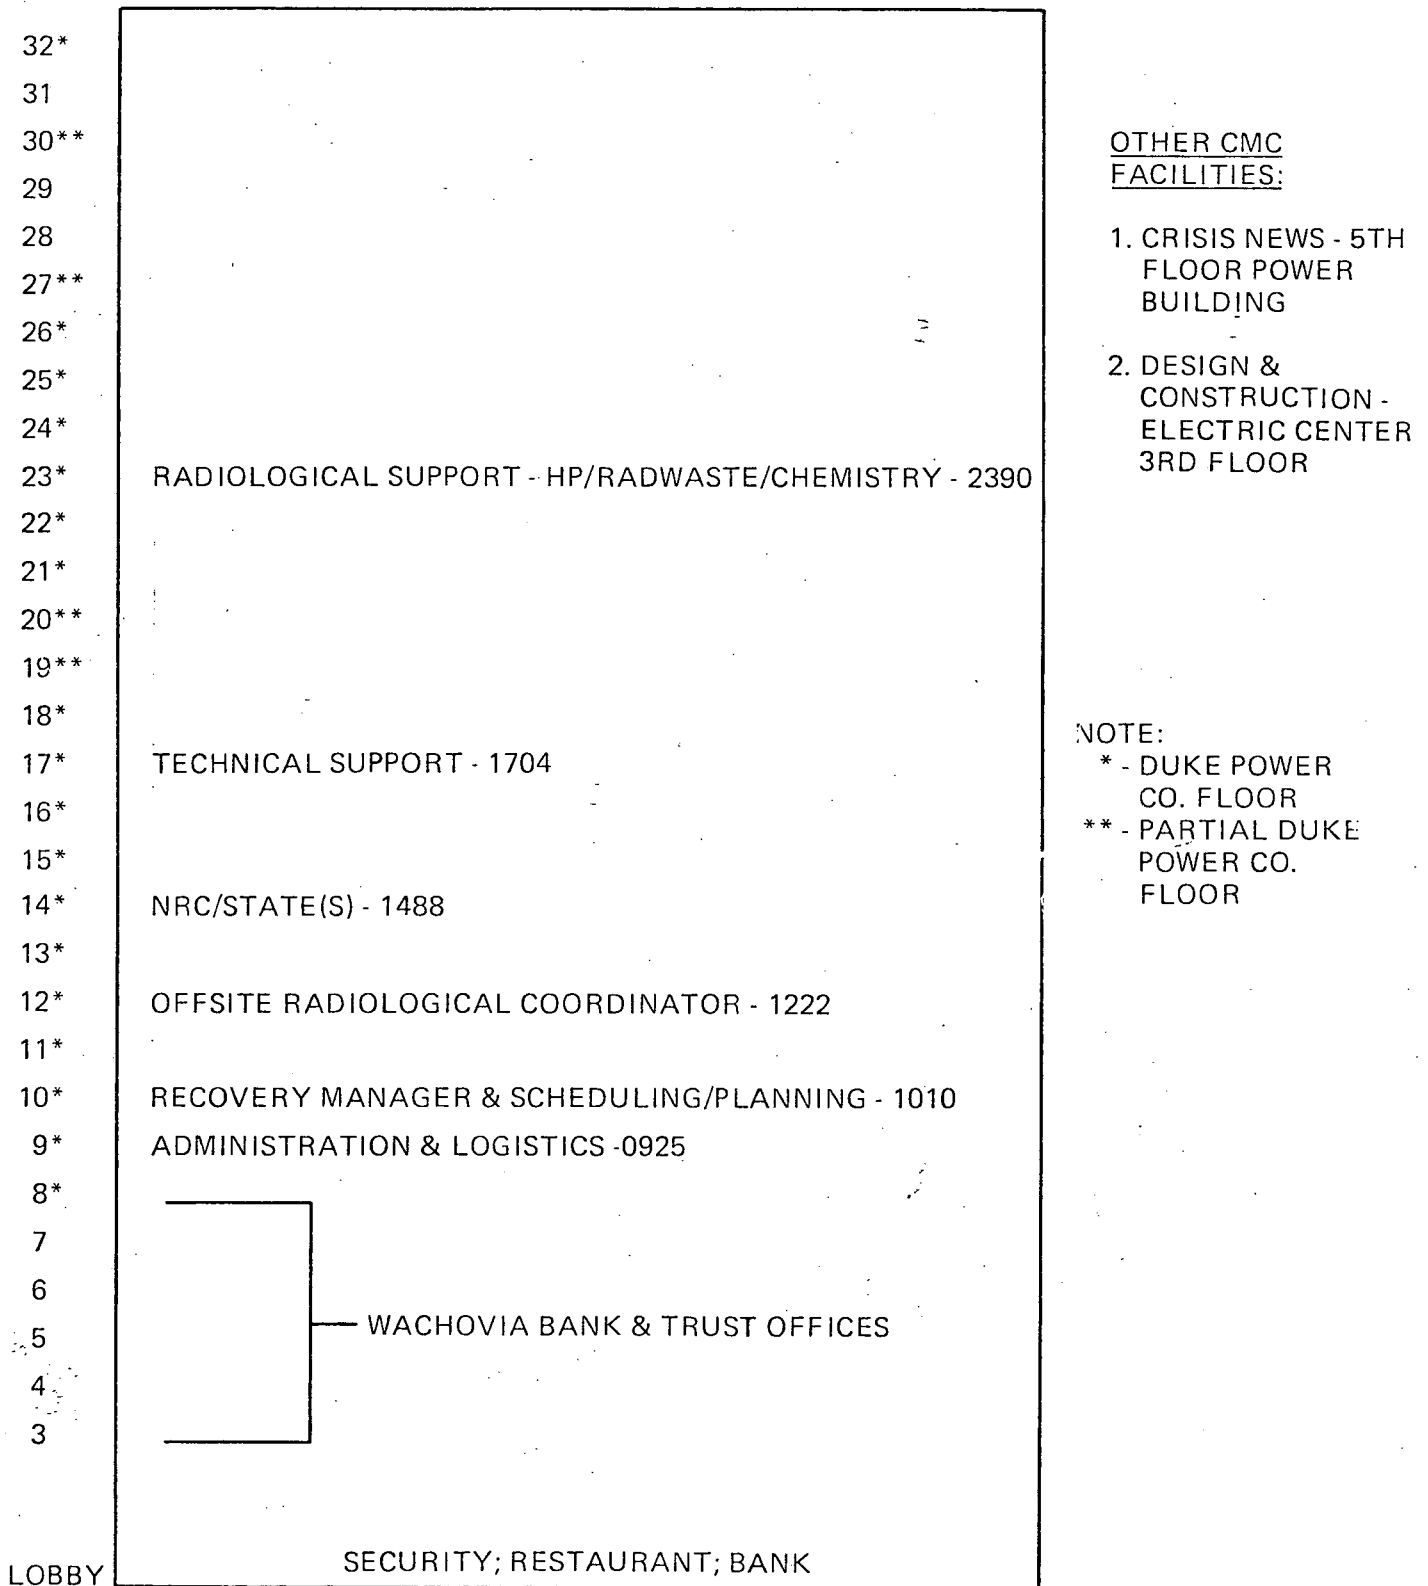 32*
31
30**
29
28
27**
26*
25*
24*
23* RADIOLOGICAL SUPPORT - HP/RADWASTE/CHEMISTRY - 2390
22*
21*
20**
19**
18*
17* TECHNICAL SUPPORT - 1704
16*
15*
14* NRC/STATE(S) - 1488
13*
12* OFFSITE RADIOLOGICAL COORDINATOR - 1222
11*
10* RECOVERY MANAGER & SCHEDULING/PLANNING - 1010
9* ADMINISTRATION & LOGISTICS -0925
8*
7
6
5 WACHOVIA BANK & TRUST OFFICES
4
3
LOBBY SECURITY; RESTAURANT; BANK
OTHER CMC
FACILITIES:
1. CRISIS NEWS - 5TH
FLOOR POWER
BUILDING
2. DESIGN &
CONSTRUCTION -
ELECTRIC CENTER
3RD FLOOR
NOTE:
* - DUKE POWER
CO. FLOOR
** - PARTIAL DUKE
POWER CO.
FLOOR